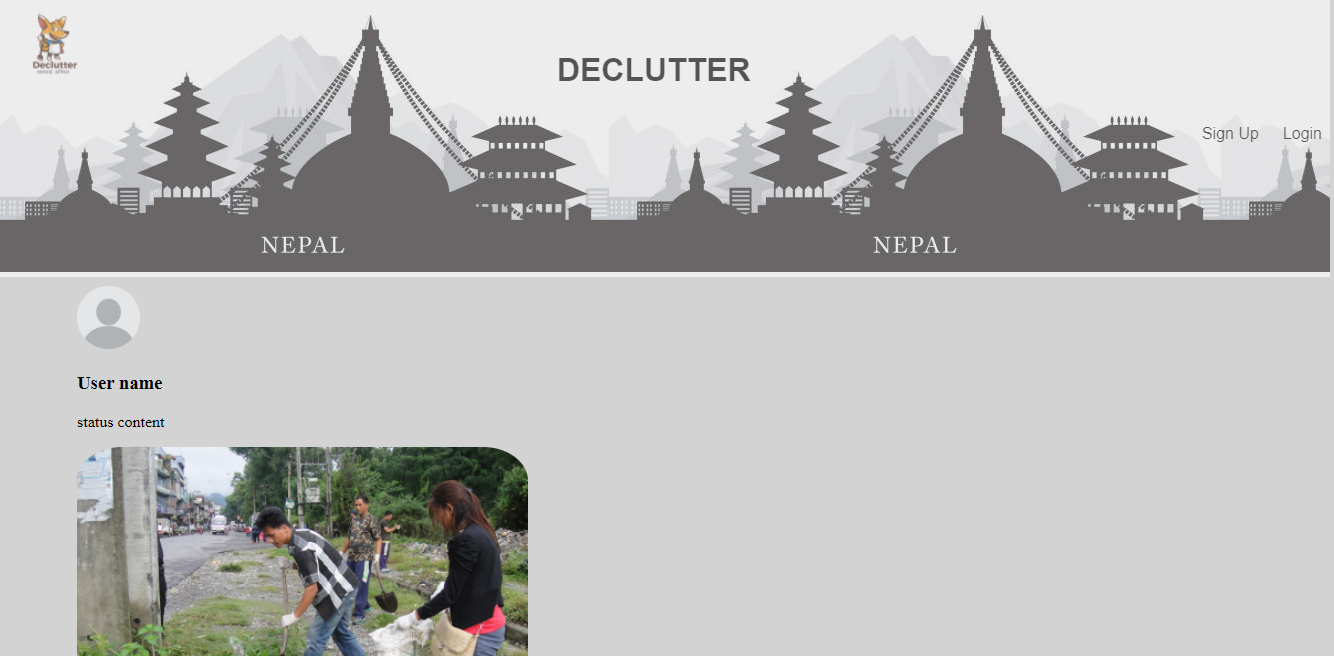 Declutter
DECLUTTER
Sign Up
Login
NEPAL
NEPAL
User name
status content